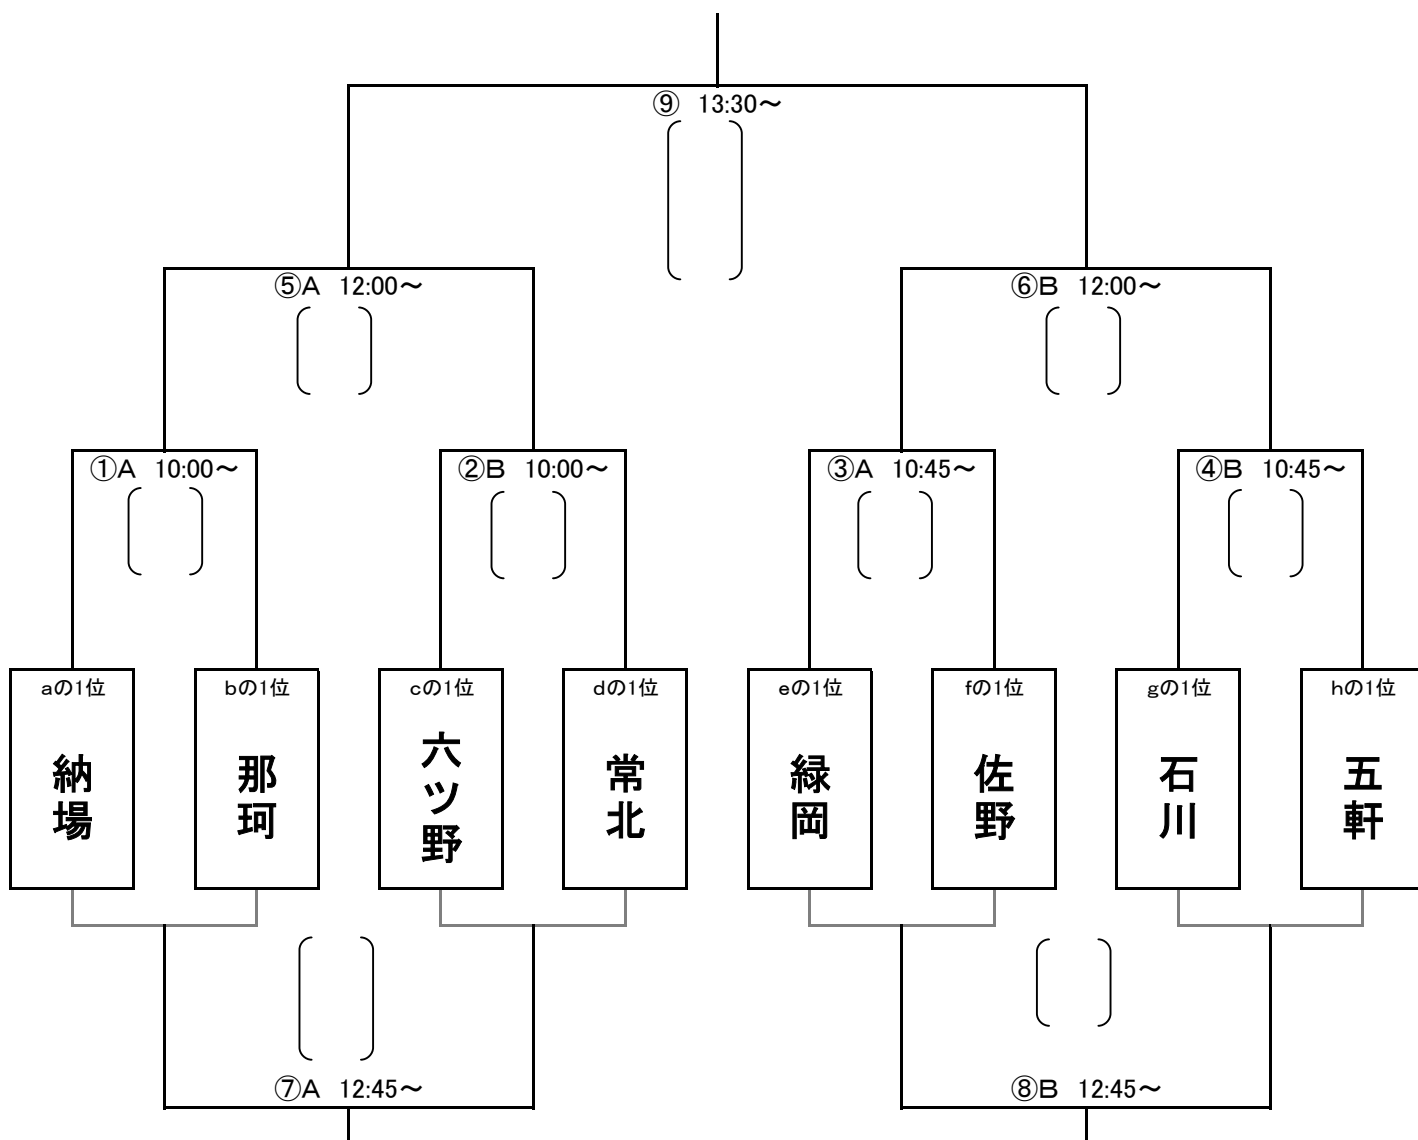 ⑨ 13:30～
⑤A 12:00～
⑥B 12:00～
①A 10:00～
②B 10:00～
③A 10:45～
④B 10:45～
aの1位
bの1位
cの1位
dの1位
eの1位
fの1位
gの1位
hの1位
納場
那珂
六ツ野
常北
緑岡
佐野
石川
五軒
⑦A 12:45～
⑧B 12:45～